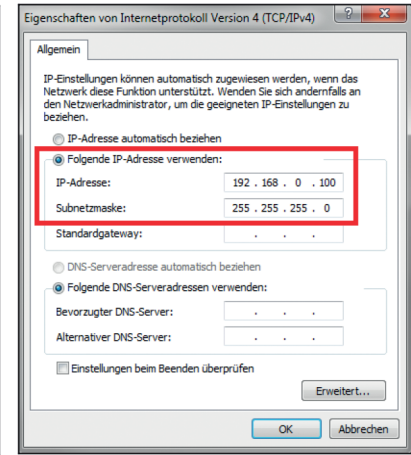 Eigenschaften von Internetprotokoll Version 4 (TCP/IPv4)
Allgemein
IP-Einstellungen können automatisch zugewiesen werden, wenn das
Netzwerk diese Funktion unterstützt. Wenden Sie sich andernfalls an
den Netzwerkadministrator, um die geeigneten IP-Einstellungen zu
beziehen.
IP-Adresse automatisch beziehen
Folgende IP-Adresse verwenden:
IP-Adresse: 192 . 168 . 0 . 100
Subnetzmaske: 255 . 255 . 255 . 0
Standardgateway: . . .
DNS-Serveradresse automatisch beziehen
Folgende DNS-Serveradressen verwenden:
Bevorzugter DNS-Server: . . .
Alternativer DNS-Server: . . .
Einstellungen beim Beenden überprüfen
Erweitert...
OK Abbrechen